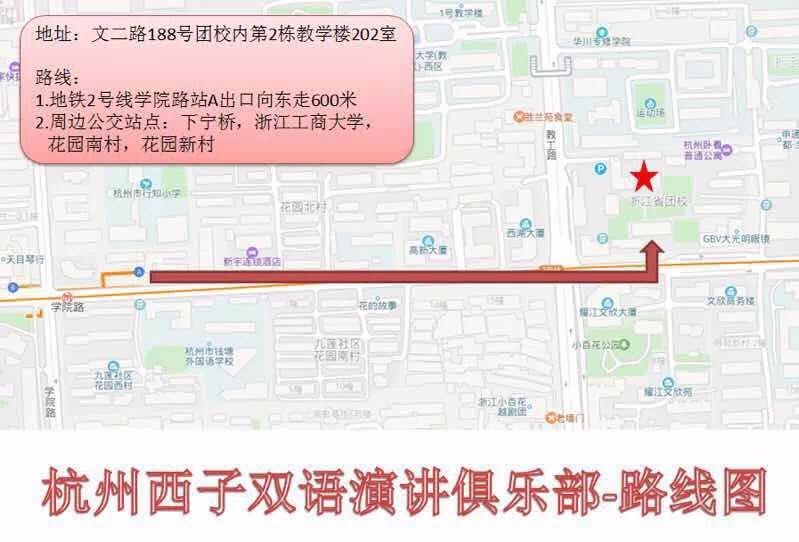 地址：文二路188号团校内第2栋教学楼202室
路线：
1.地铁2号线学院路站A出口向东走600米
2.周边公交站点：下宁桥，浙江工商大学，
花园南村，花园新村
1号教学楼
华川专修学院
大学(教
工)-西区
胜兰苑食堂
运动场
教工路
杭州卧着
普通公寓
浙江省团校
杭州市行知小学
花园北村
西湖大厦
高新大厦
GBV大光明眼镜
天目琴行
新宇连锁酒店
学院路
花的故事
耀江文欣大厦
文欣商务楼
小百花公园
九莲社区
花园南村
杭州市钱塘
外国语学校
九莲社区
花园西村
学院路
浙江小百花
越剧团
老塘门
耀江文欣苑
杭州西子双语演讲俱乐部-路线图